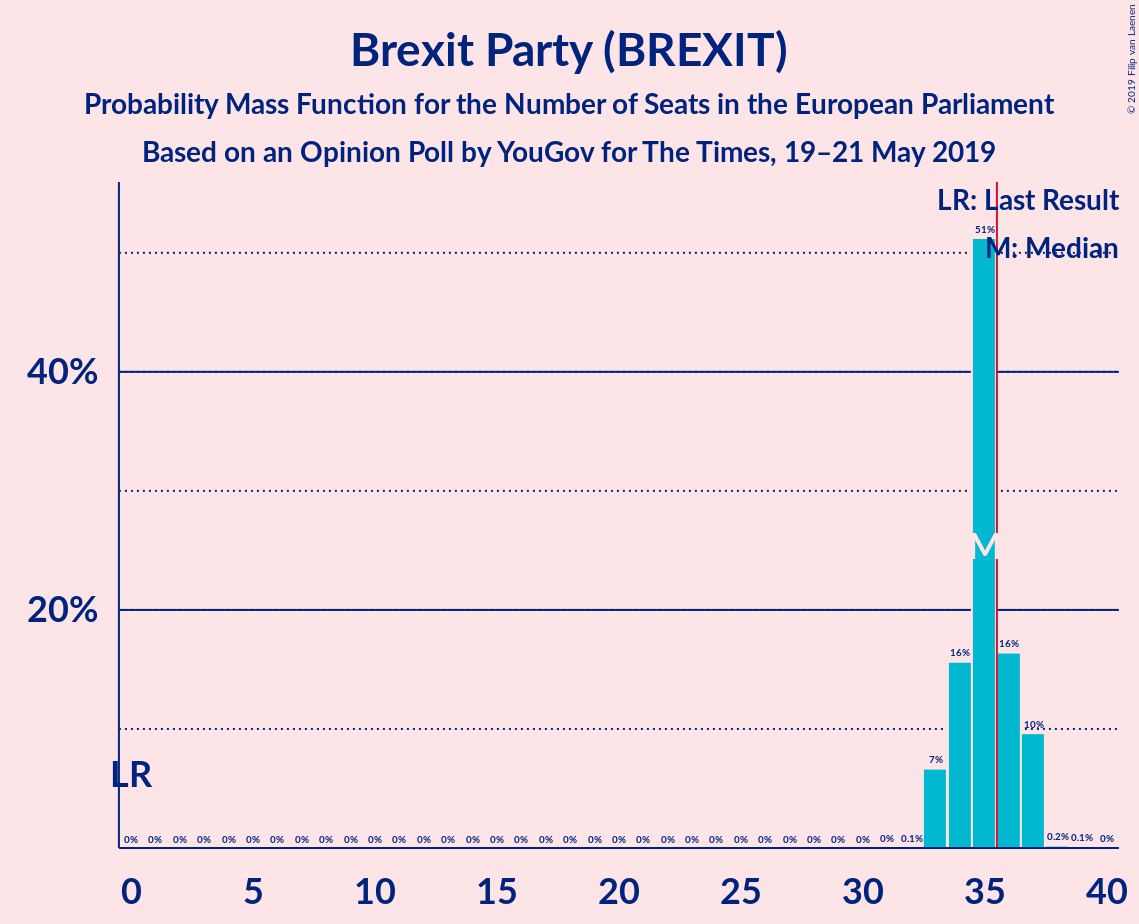 Brexit Party (BREXIT)
Probability Mass Function for the Number of Seats in the European Parliament
Based on an Opinion Poll by YouGov for The Times, 19–21 May 2019
© 2019 Filip van Laenen
LR: Last Result
M: Median
51%
40%
M
20%
16%
16%
10%
7%
LR
0% 0% 0% 0% 0% 0% 0% 0% 0% 0% 0% 0% 0% 0% 0% 0% 0% 0% 0% 0% 0% 0% 0% 0% 0% 0% 0% 0% 0% 0% 0% 0% 0.1% 0.2% 0.1% 0%
0 5 10 15 20 25 30 35 40